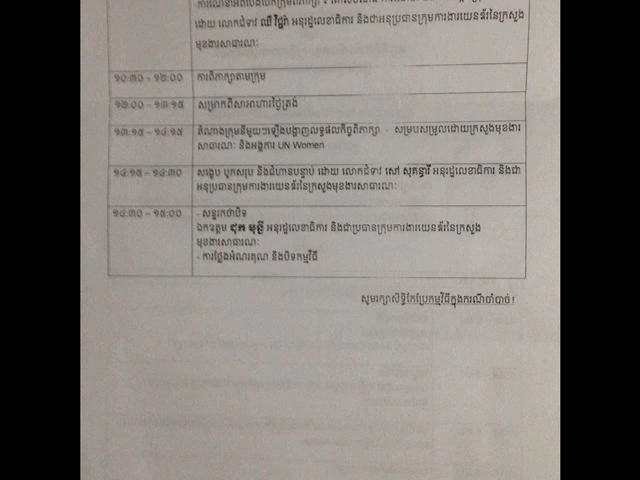 ដោយ លោកជំទាវ ឈឺ វិជ្ជរ៉ា អនុរដ្ឋលេខាធិការ និងជាអនុប្រធានក្រុមការងារយេនឌ័រនៃក្រសួង
មុខងារសាធារណៈ
១០:៣០ – ១២:០០ ការពិភាក្សាតាមក្រុម
១២:០០ – ១៣:១៥ សម្រាកពិសាអាហារថ្ងៃត្រង់
១៣:១៥ – ១៤:១៥ តំណាងក្រុមនីមួយៗឡើងបង្ហាញលទ្ធផលកិច្ចពិភាក្សា - សម្របសម្រួលដោយក្រសួងមុខងារ
សាធារណៈ និងអង្គការ UN Women
១៤:១៥ – ១៤:៣០ សង្ខេប បូកសរុប និងជំហានបន្ទាប់ ដោយ លោកជំទាវ សៅ សុគន្ធារី អនុរដ្ឋលេខាធិការ និងជា
អនុប្រធានក្រុមការងារយេនឌ័រនៃក្រសួងមុខងារសាធារណៈ
១៤:៣០ – ១៥:០០ - សន្ទរកថាបិទ
ឯកឧត្តម អនុរដ្ឋលេខាធិការ និងជាប្រធានក្រុមការងារយេនឌ័រនៃក្រសួង
មុខងារសាធារណៈ
- ការថ្លែងអំណរគុណ និងបិទកម្មវិធី
សូមរក្សាសិទ្ធិកែប្រែកម្មវិធីក្នុងករណីចាំបាច់!